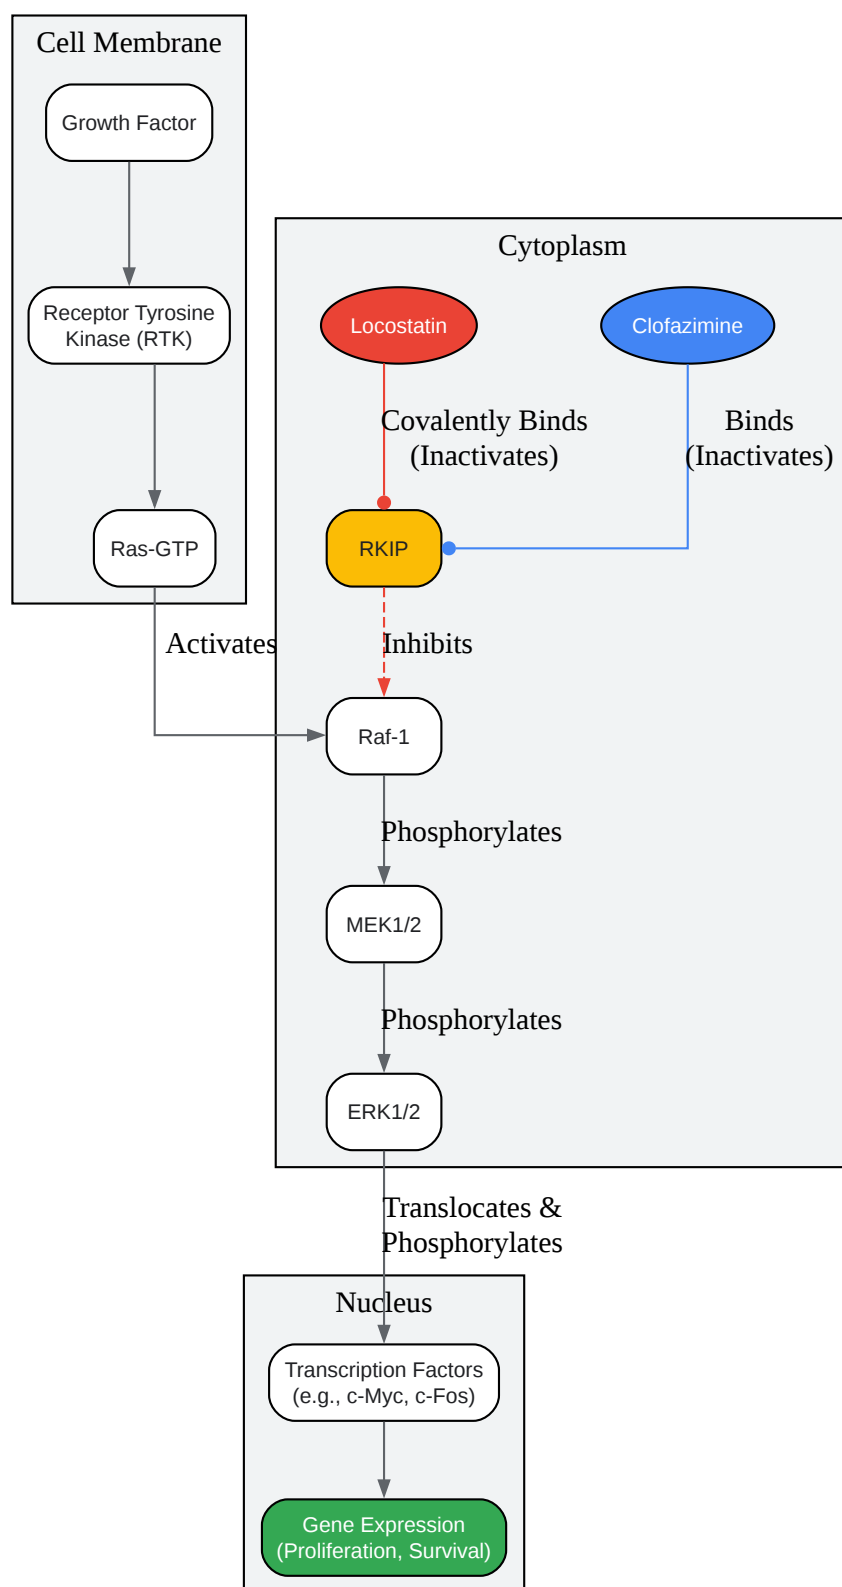 Cell Membrane
Growth Factor
Receptor Tyrosine
Kinase (RTK)
Ras-GTP
Activates
Cytoplasm
Locostatin
Clofazimine
Covalently Binds
(Inactivates)
Binds
(Inactivates)
RKIP
Inhibits
Raf-1
Phosphorylates
MEK1/2
Phosphorylates
ERK1/2
Translocates &
Phosphorylates
Nucleus
Transcription Factors
(e.g., c-Myc, c-Fos)
Gene Expression
(Proliferation, Survival)